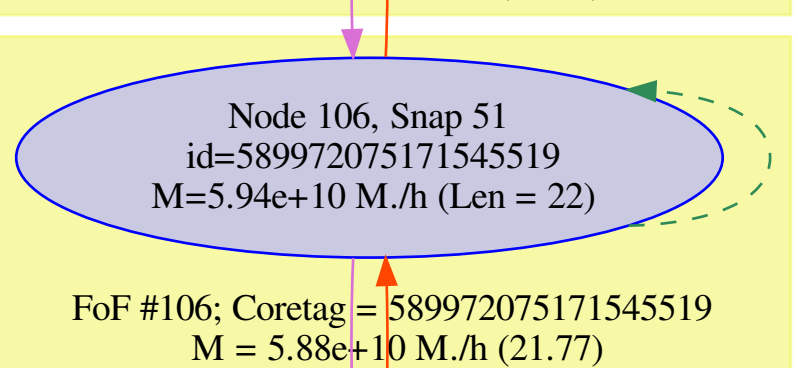 Node 106, Snap 51
id=589972075171545519
M=5.94e+10 M./h (Len = 22)
FoF #106; Coretag = 589972075171545519
M = 5.88e+10 M./h (21.77)